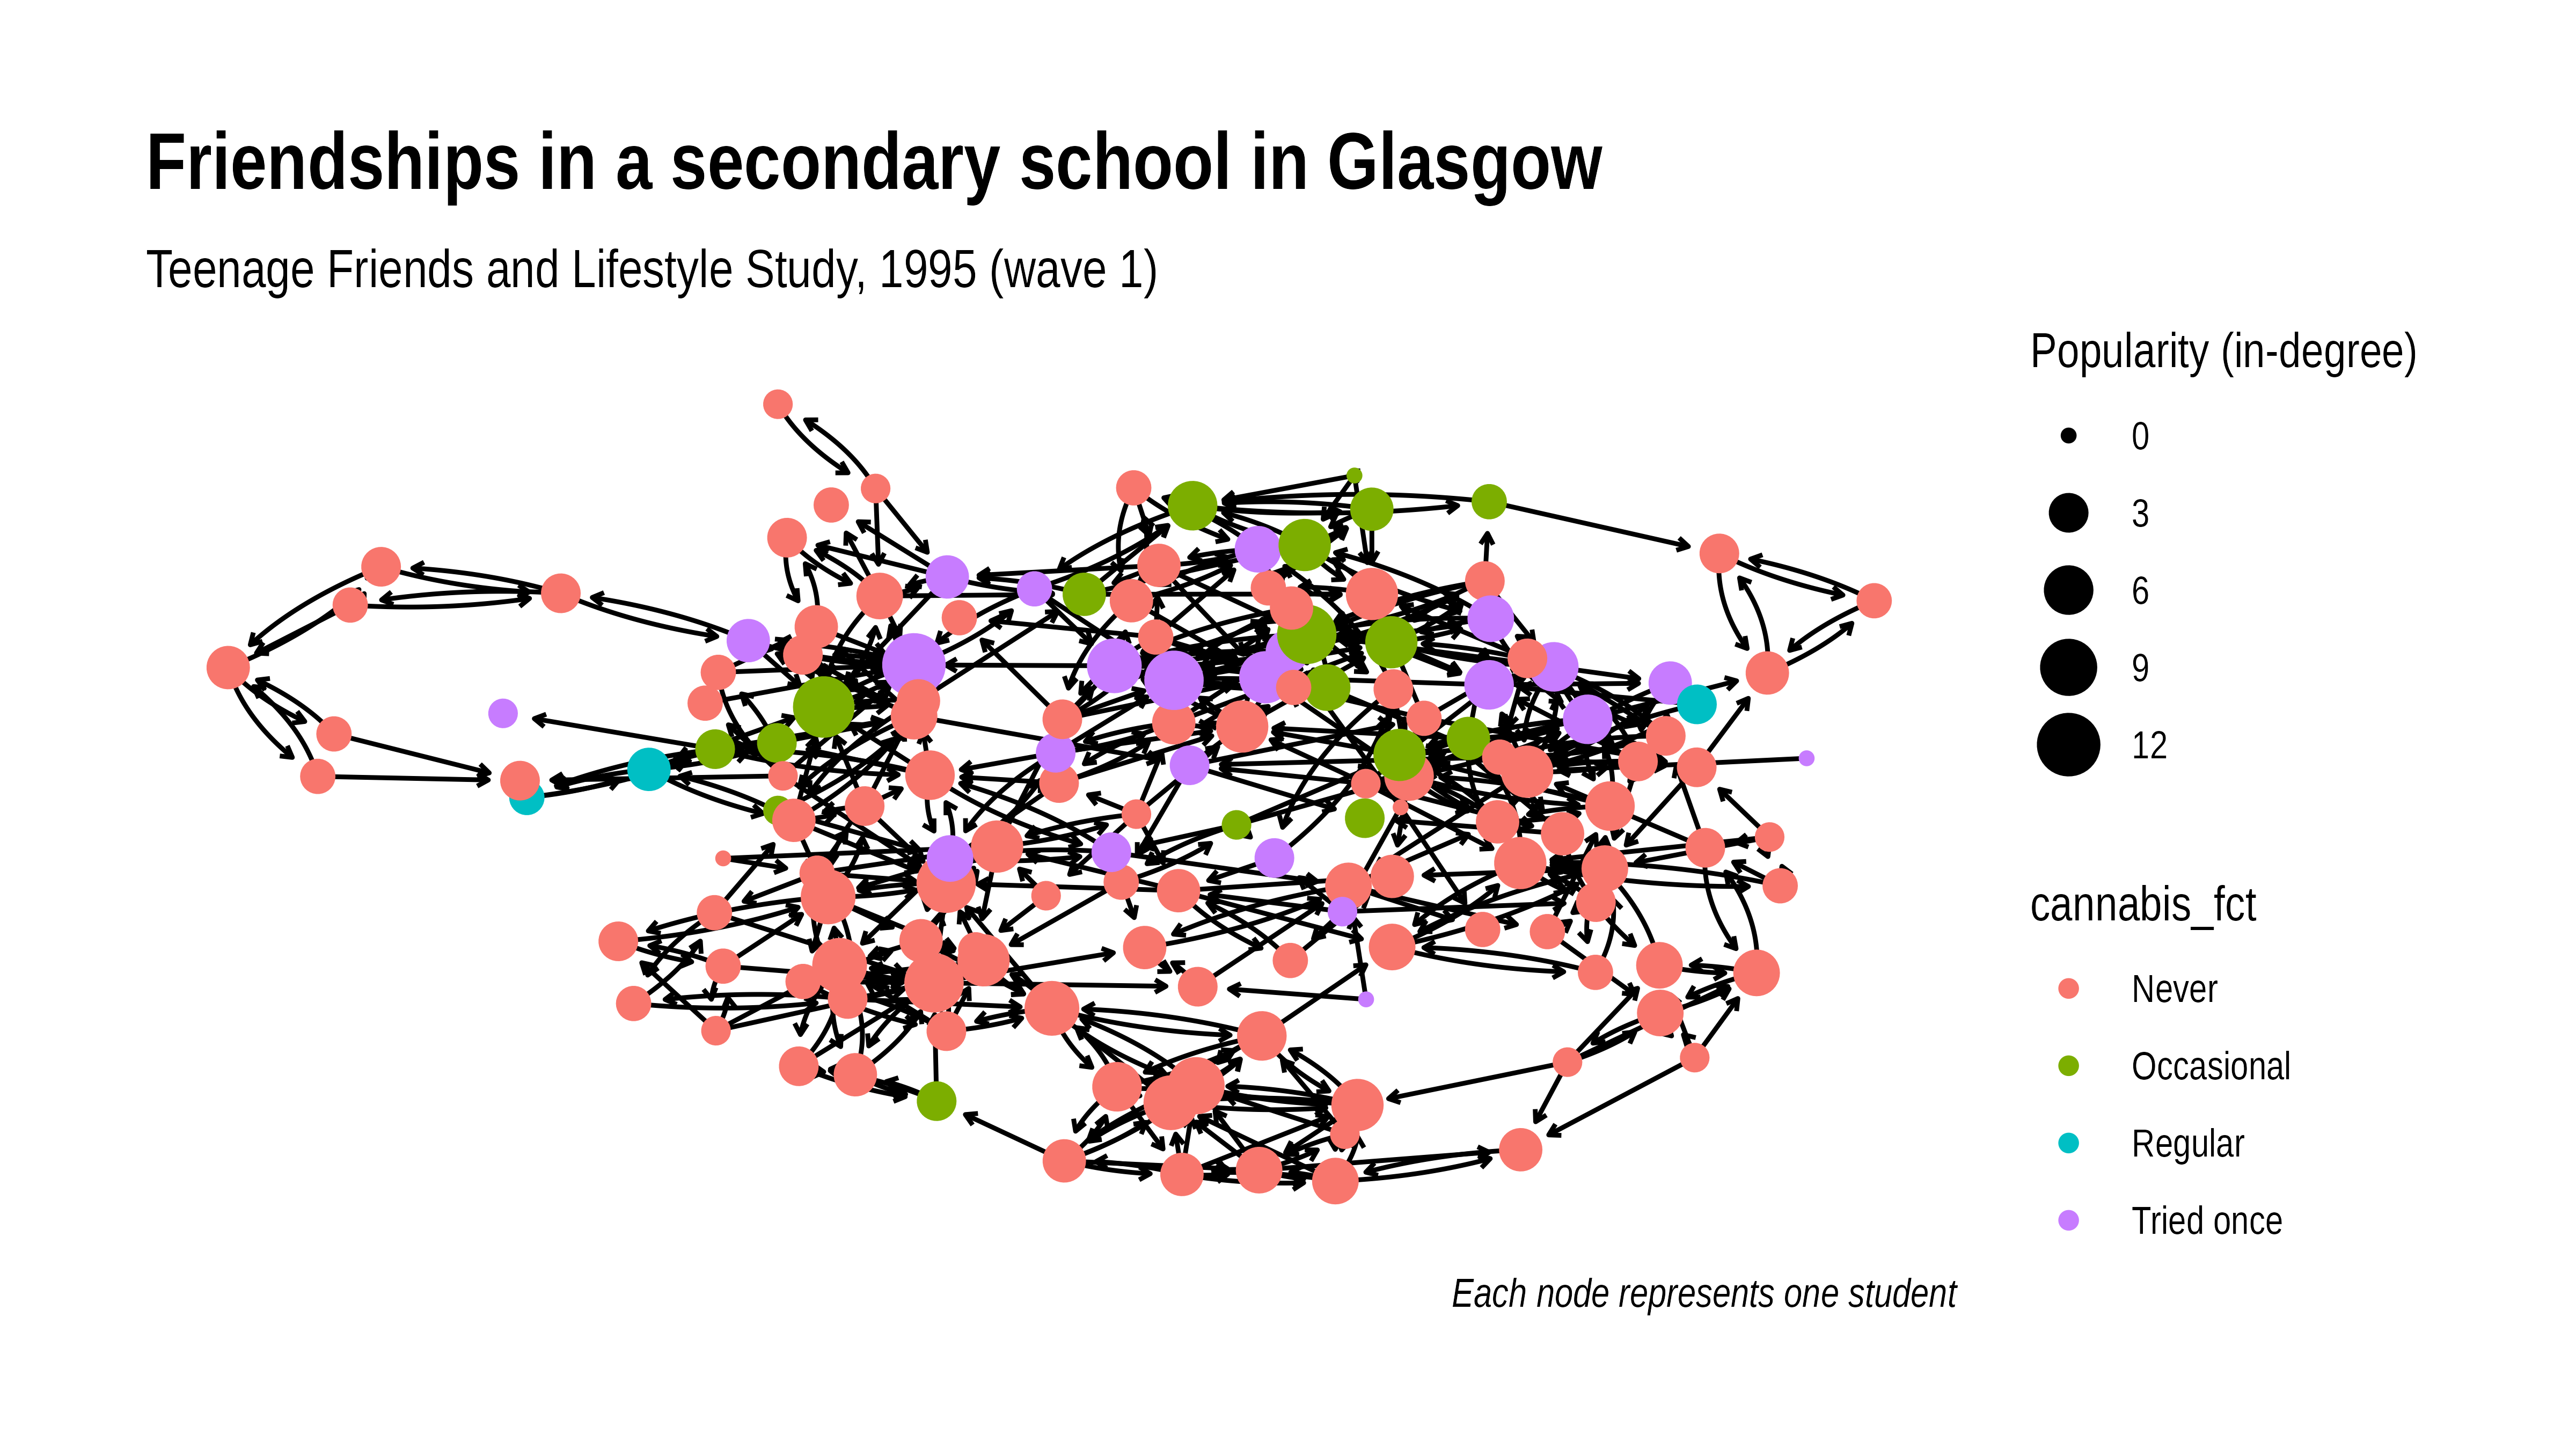 Friendships in a secondary school in Glasgow
Teenage Friends and Lifestyle Study, 1995 (wave 1)
Popularity (in-degree)
0
3
6
9
12
cannabis_fct
Never
Occasional
Regular
Tried once
Each node represents one student